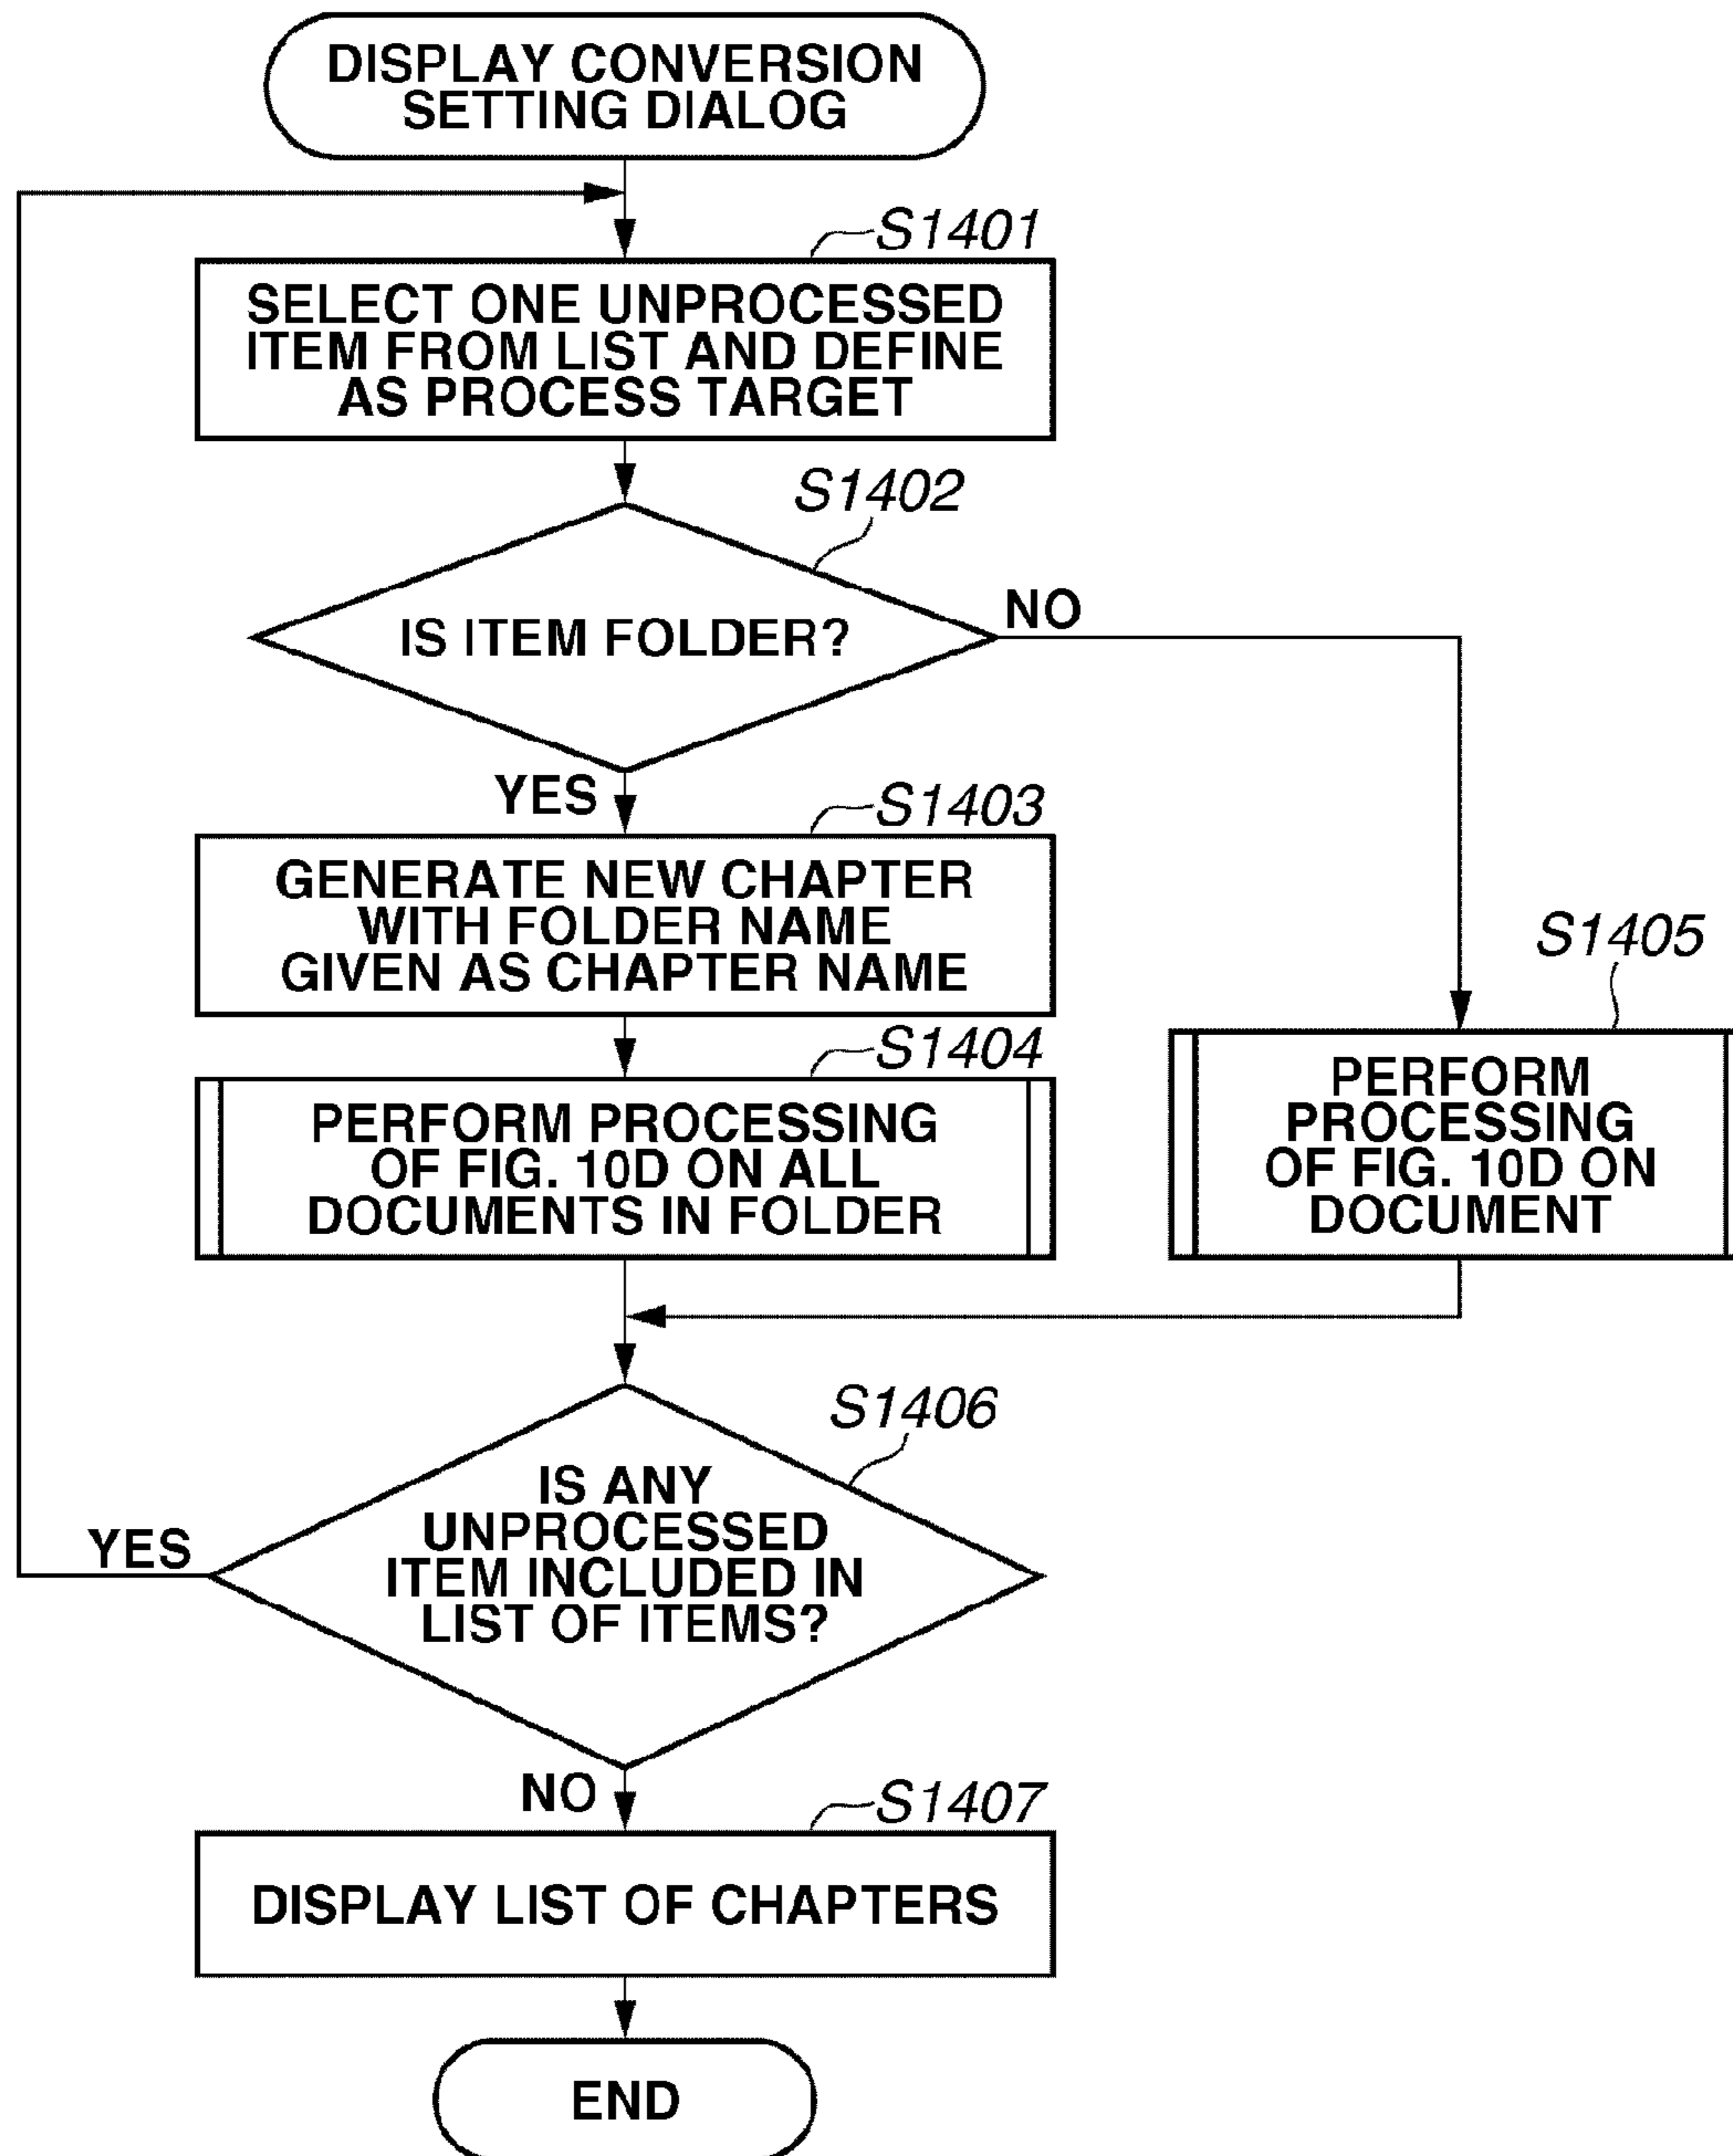 DISPLAY CONVERSION
SETTING DIALOG
S1401
SELECT ONE UNPROCESSED
ITEM FROM LIST AND DEFINE
AS PROCESS TARGET
S1402
IS ITEM FOLDER?
NO
YES
S1403
GENERATE NEW CHAPTER
WITH FOLDER NAME
GIVEN AS CHAPTER NAME
S1404
PERFORM PROCESSING
OF FIG. 10D ON ALL
DOCUMENTS IN FOLDER
S1405
PERFORM
PROCESSING
OF FIG. 10D ON
DOCUMENT
S1406
IS ANY
UNPROCESSED
ITEM INCLUDED IN
LIST OF ITEMS?
YES
NO
S1407
DISPLAY LIST OF CHAPTERS
END